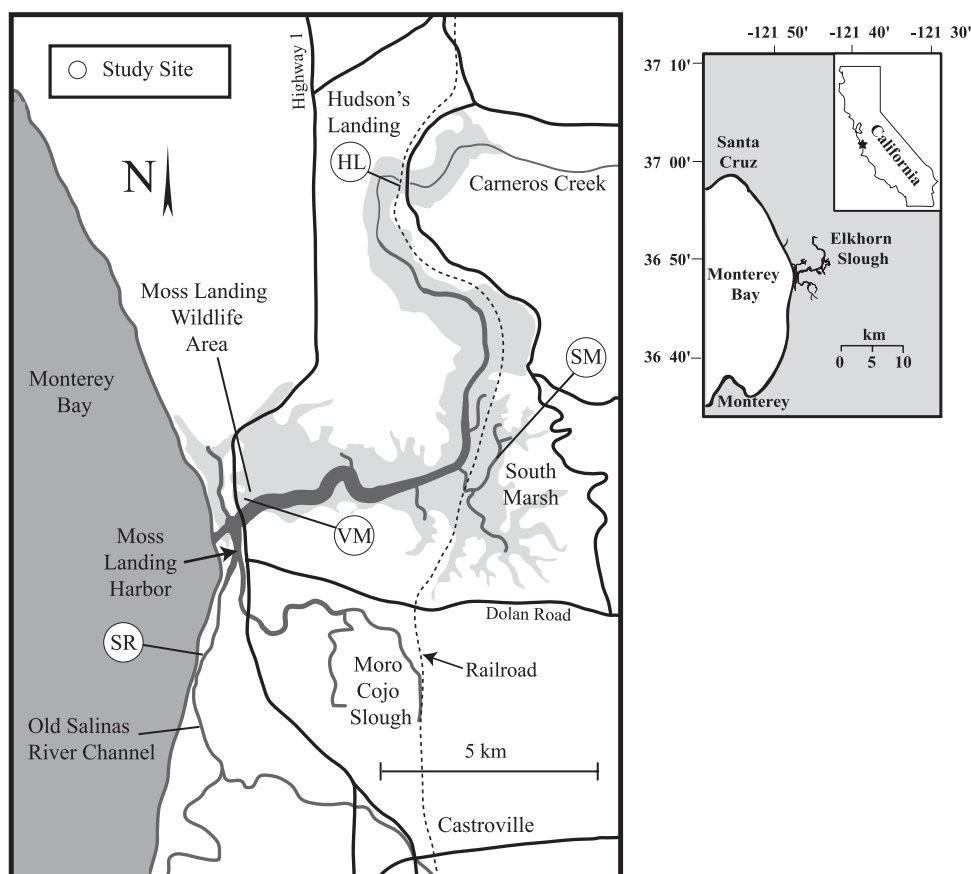 Study Site
Highway 1
Hudson's
Landing
HL
N
Carneros Creek
Moss Landing
Wildlife
Area
Monterey
Bay
SM
South
Marsh
VM
Moss
Landing
Harbor
Dolan Road
SR
Railroad
Moro
Cojo
Slough
Old Salinas
River Channel
5 km
Castroville
-121 50' -121 40' -121 30'
37 10'
37 00'
36 50'
36 40'
California
Santa
Cruz
Elkhorn
Slough
Monterey
Bay
km
0 5 10
Monterey